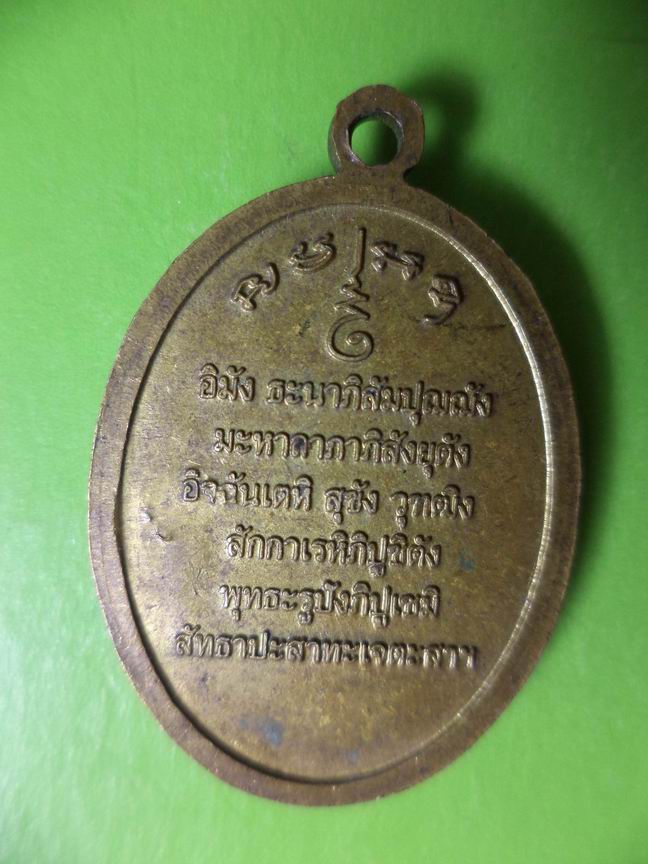 อิมัง ธะนาภิสัมปุณณัง
มะหาลาภาภิสังยุตัง
อิจฉันเตหิ สุขัง วุฑฒิง
สักกาเรหิภิปูชิตัง
พุทธะรูปังภิปูเชมิ
สัทธาปะสาทะเจตะสาฯ